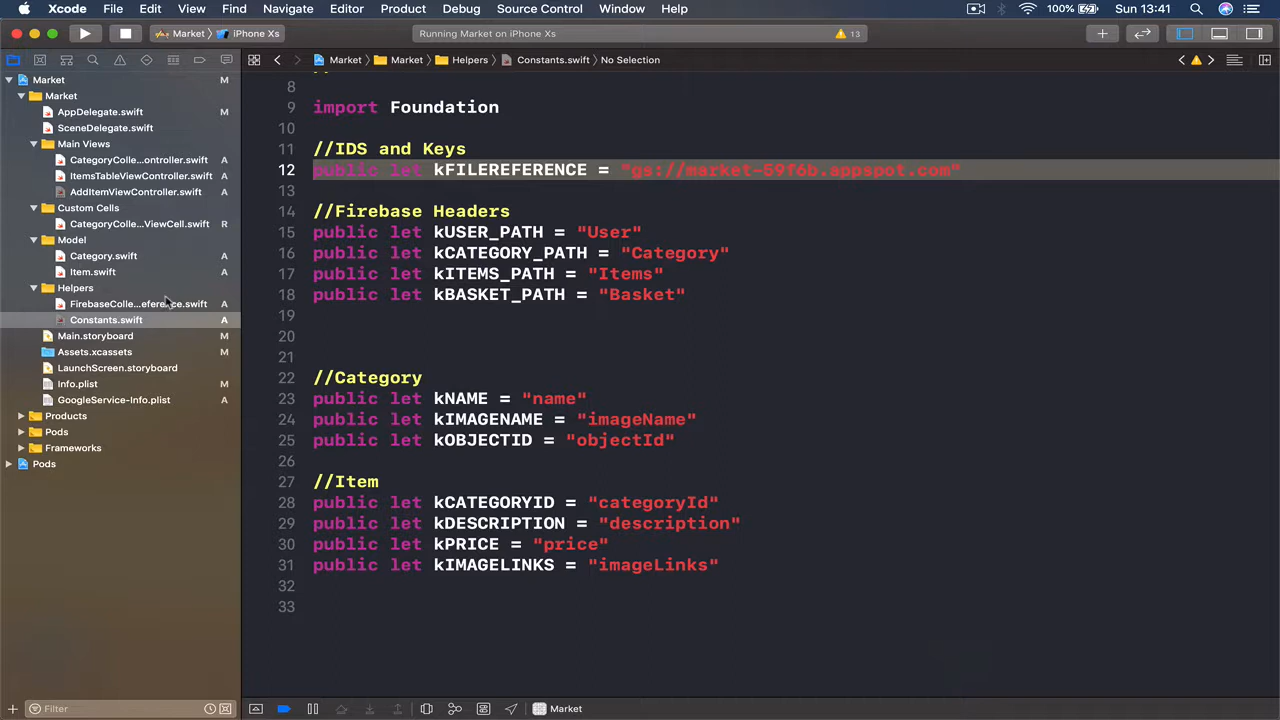 Xcode File Edit View Find Navigate Editor Product Debug Source Control Window Help 100% Sun 13:41
Market iPhone Xs Running Market on iPhone Xs 13
Market Market Helpers Constants.swift No Selection
Market M
Market
AppDelegate.swift M
SceneDelegate.swift
Main Views
CategoryColle...ontroller.swift A
ItemsTableViewController.swift A
AddItemViewController.swift A
Custom Cells
CategoryColle...ViewCell.swift R
Model
Category.swift A
Item.swift A
Helpers
FirebaseColle...eference.swift A
Constants.swift A
Main.storyboard M
Assets.xcassets M
LaunchScreen.storyboard
Info.plist M
GoogleService-Info.plist A
Products
Pods
Frameworks
Pods
Filter
8
9 import Foundation
10
11 //IDS and Keys
12 public let kFILEREFERENCE = "gs://market-59f6b.appspot.com"
13
14 //Firebase Headers
15 public let kUSER_PATH = "User"
16 public let kCATEGORY_PATH = "Category"
17 public let kITEMS_PATH = "Items"
18 public let kBASKET_PATH = "Basket"
19
20
21
22 //Category
23 public let kNAME = "name"
24 public let kIMAGENAME = "imageName"
25 public let kOBJECTID = "objectId"
26
27 //Item
28 public let kCATEGORYID = "categoryId"
29 public let kDESCRIPTION = "description"
30 public let kPRICE = "price"
31 public let kIMAGELINKS = "imageLinks"
32
33
Market